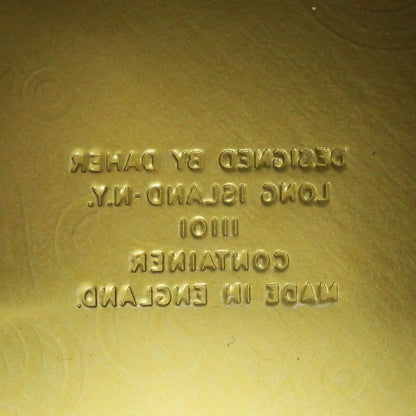 DESIGNED BY DAHER
LONG ISLAND·N.Y.
11101
CONTAINER
MADE IN ENGLAND.